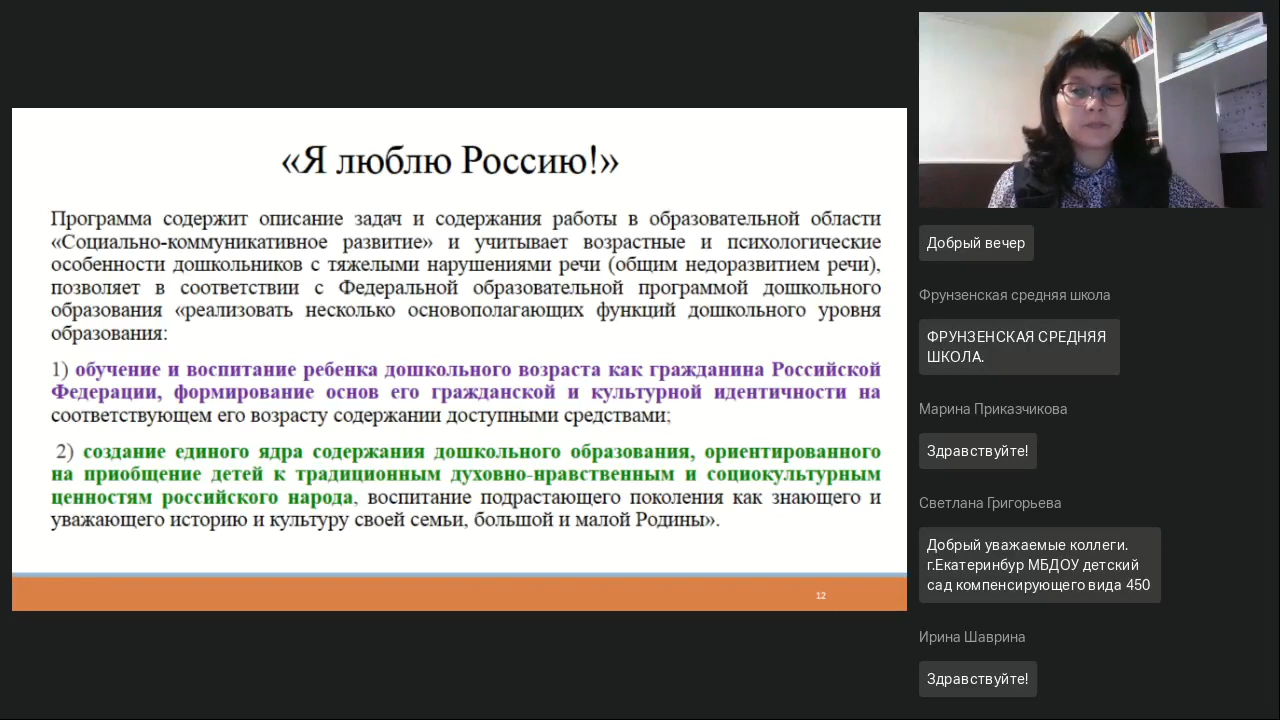 «Я люблю Россию!»
Программа содержит описание задач и содержания работы в образовательной области
«Социально-коммуникативное развитие» и учитывает возрастные и психологические
особенности дошкольников с тяжелыми нарушениями речи (общим недоразвитием речи),
позволяет в соответствии с Федеральной образовательной программой дошкольного
образования «реализовать несколько основополагающих функций дошкольного уровня
образования:
1) обучение и воспитание ребенка дошкольного возраста как гражданина Российской
Федерации, формирование основ его гражданской и культурной идентичности на
соответствующем его возрасту содержании доступными средствами;
2) создание единого ядра содержания дошкольного образования, ориентированного
на приобщение детей к традиционным духовно-нравственным и социокультурным
ценностям российского народа, воспитание подрастающего поколения как знающего и
уважающего историю и культуру своей семьи, большой и малой Родины».
12
Добрый вечер
Фрунзенская средняя школа
ФРУНЗЕНСКАЯ СРЕДНЯЯ
ШКОЛА.
Марина Приказчикова
Здравствуйте!
Светлана Григорьева
Добрый уважаемые коллеги.
г.Екатеринбур МБДОУ детский
сад компенсирующего вида 450
Ирина Шаврина
Здравствуйте!